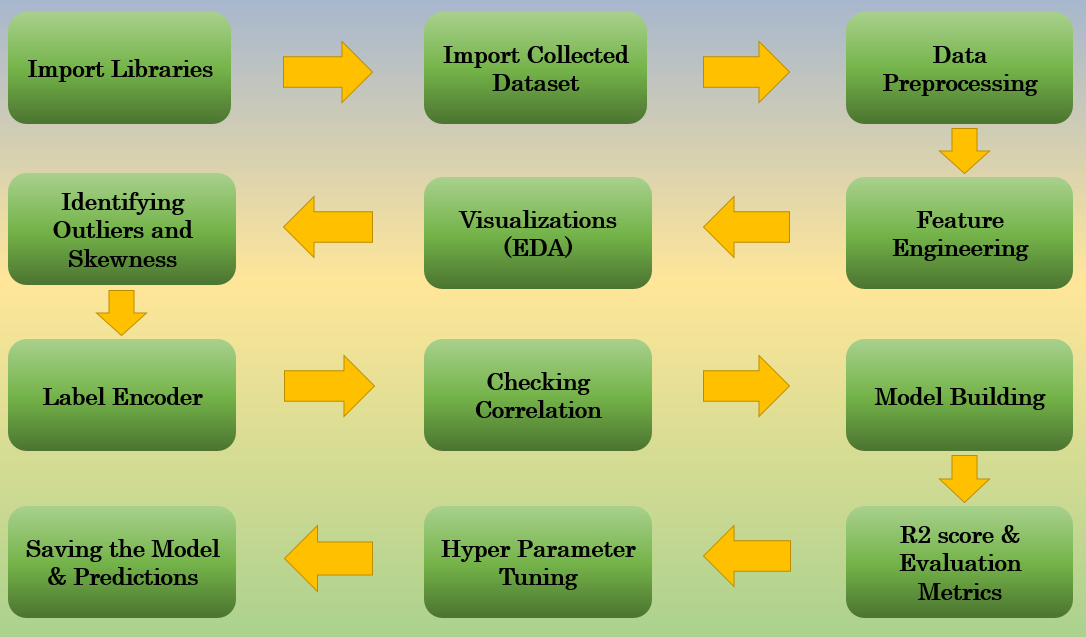 Import Libraries
Import Collected
Dataset
Data
Preprocessing
Feature
Engineering
Visualizations
(EDA)
Identifying
Outliers and
Skewness
Label Encoder
Checking
Correlation
Model Building
R2 score &
Evaluation
Metrics
Hyper Parameter
Tuning
Saving the Model
& Predictions